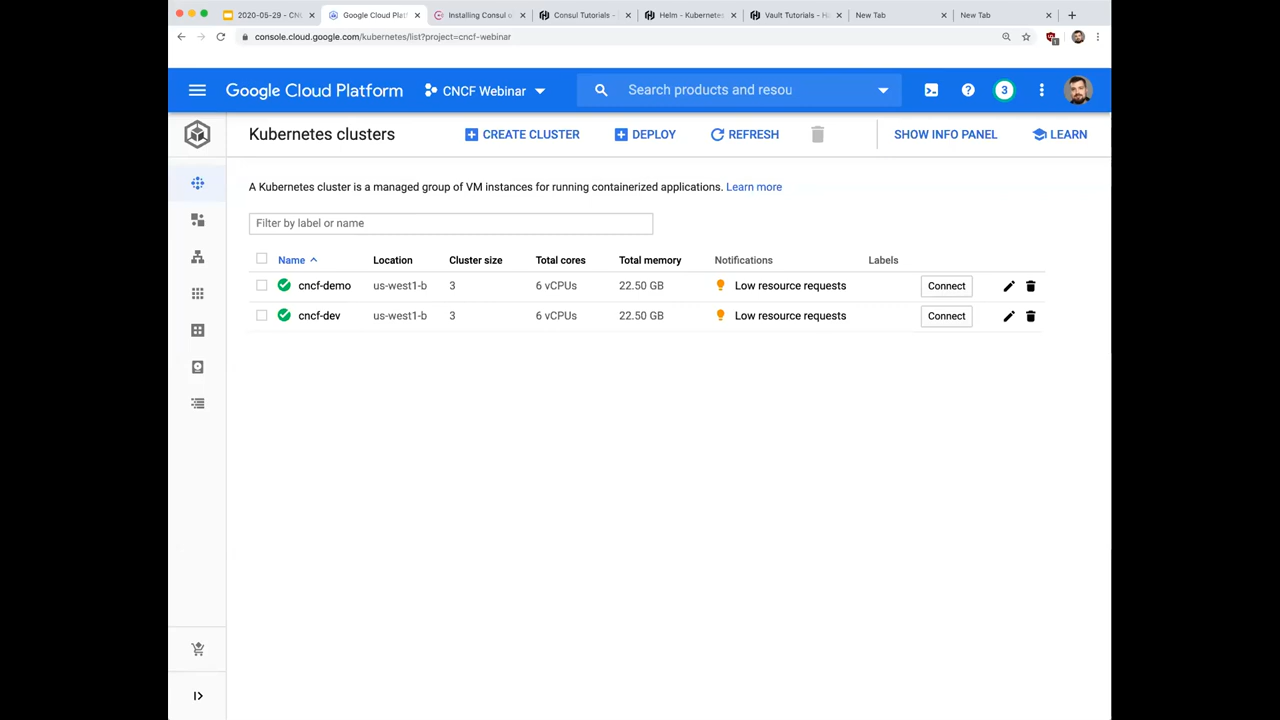 2020-05-29 - CNC
Google Cloud Platf
Installing Consul o
Consul Tutorials -
Helm - Kubernetes
Vault Tutorials - Ha
New Tab
New Tab
console.cloud.google.com/kubernetes/list?project=cncf-webinar
1
Google Cloud Platform
CNCF Webinar
Search products and resou
3
Kubernetes clusters
CREATE CLUSTER
DEPLOY
REFRESH
SHOW INFO PANEL
LEARN
A Kubernetes cluster is a managed group of VM instances for running containerized applications. Learn more
Filter by label or name
Name Location Cluster size Total cores Total memory Notifications Labels
cncf-demo us-west1-b 3 6 vCPUs 22.50 GB Low resource requests Connect
cncf-dev us-west1-b 3 6 vCPUs 22.50 GB Low resource requests Connect